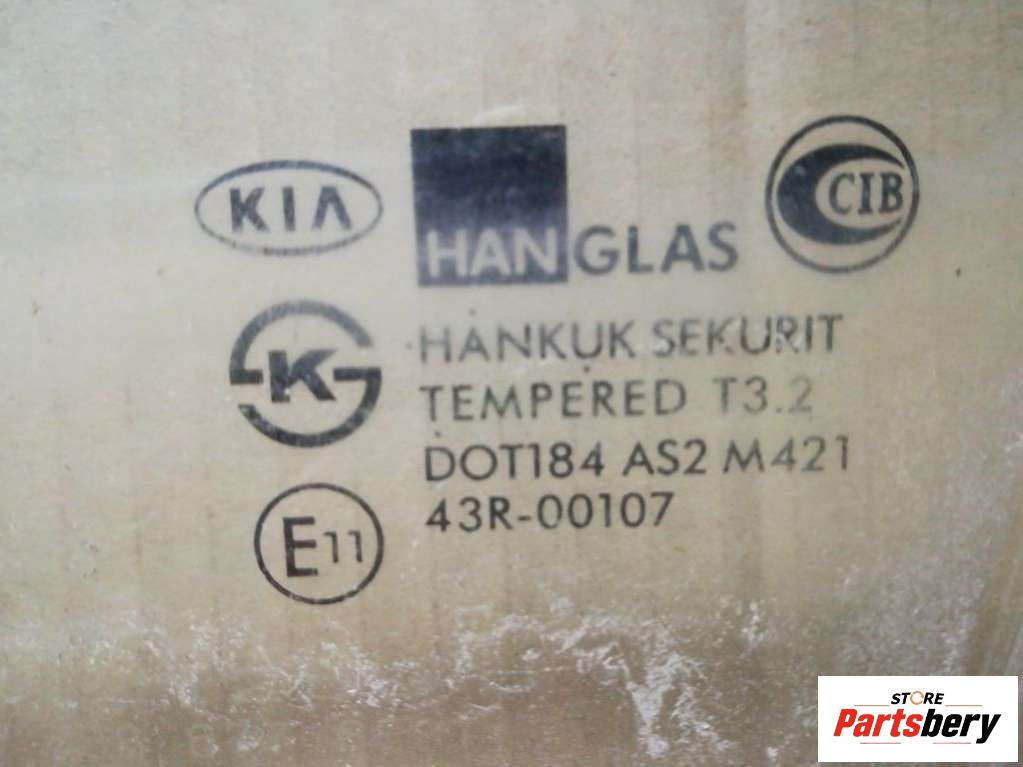 KIA
HANGLAS
CIB
K
HANKUK SEKURIT
TEMPERED T3.2
DOT184 AS2 M421
43R-00107
E11
STORE
Partsbery